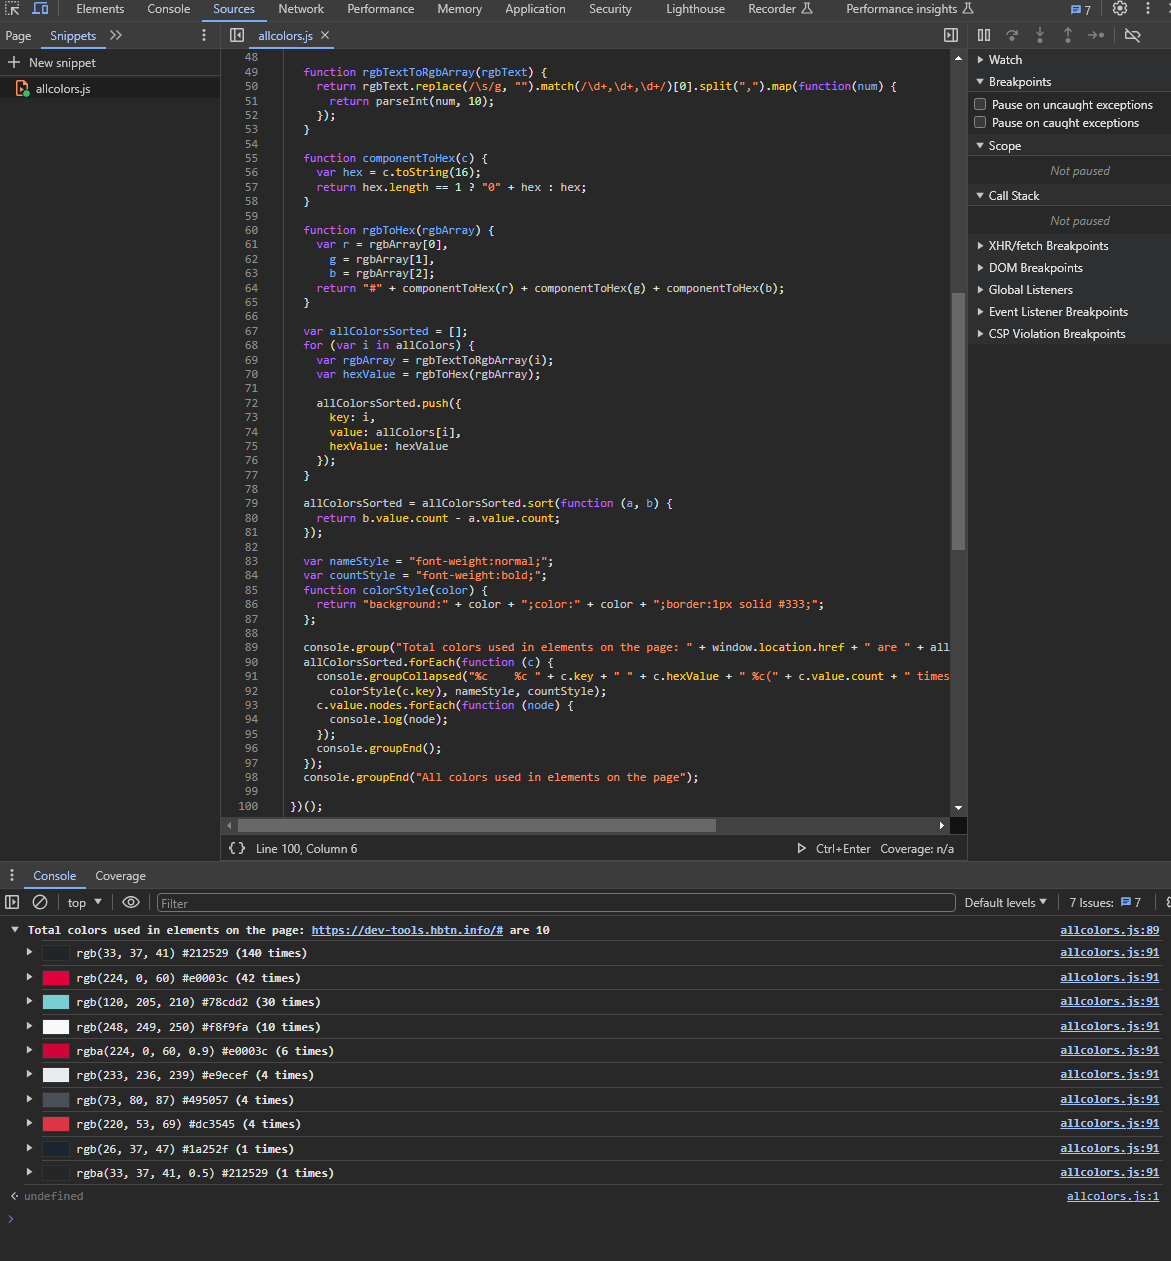 Elements Console Sources Network Performance Memory Application Security Lighthouse Recorder Performance insights 7
Page Snippets allcolors.js
New snippet
allcolors.js
48
49 function rgbTextToRgbArray(rgbText) {
50 return rgbText.replace(/\s/g, "").match(/\d+,\d+,\d+/)[0].split(",").map(function(num) {
51 return parseInt(num, 10);
52 });
53 }
54
55 function componentToHex(c) {
56 var hex = c.toString(16);
57 return hex.length == 1 ? "0" + hex : hex;
58 }
59
60 function rgbToHex(rgbArray) {
61 var r = rgbArray[0],
62 g = rgbArray[1],
63 b = rgbArray[2];
64 return "#" + componentToHex(r) + componentToHex(g) + componentToHex(b);
65 }
66
67 var allColorsSorted = [];
68 for (var i in allColors) {
69 var rgbArray = rgbTextToRgbArray(i);
70 var hexValue = rgbToHex(rgbArray);
71
72 allColorsSorted.push({
73 key: i,
74 value: allColors[i],
75 hexValue: hexValue
76 });
77 }
78
79 allColorsSorted = allColorsSorted.sort(function (a, b) {
80 return b.value.count - a.value.count;
81 });
82
83 var nameStyle = "font-weight:normal;";
84 var countStyle = "font-weight:bold;";
85 function colorStyle(color) {
86 return "background:" + color + ";color:" + color + ";border:1px solid #333;";
87 };
88
89 console.group("Total colors used in elements on the page: " + window.location.href + " are " + all
90 allColorsSorted.forEach(function (c) {
91 console.groupCollapsed("%c %c " + c.key + " " + c.hexValue + " %c(" + c.value.count + " times
92 colorStyle(c.key), nameStyle, countStyle);
93 c.value.nodes.forEach(function (node) {
94 console.log(node);
95 });
96 console.groupEnd();
97 });
98 console.groupEnd("All colors used in elements on the page");
99
100 })();
{} Line 100, Column 6 Ctrl+Enter Coverage: n/a
Watch
Breakpoints
Pause on uncaught exceptions
Pause on caught exceptions
Scope
Not paused
Call Stack
Not paused
XHR/fetch Breakpoints
DOM Breakpoints
Global Listeners
Event Listener Breakpoints
CSP Violation Breakpoints
Console Coverage
top Filter Default levels 7 Issues: 7
Total colors used in elements on the page: https://dev-tools.hbtn.info/# are 10 allcolors.js:89
rgb(33, 37, 41) #212529 (140 times) allcolors.js:91
rgb(224, 0, 60) #e0003c (42 times) allcolors.js:91
rgb(120, 205, 210) #78cdd2 (30 times) allcolors.js:91
rgb(248, 249, 250) #f8f9fa (10 times) allcolors.js:91
rgba(224, 0, 60, 0.9) #e0003c (6 times) allcolors.js:91
rgb(233, 236, 239) #e9ecef (4 times) allcolors.js:91
rgb(73, 80, 87) #495057 (4 times) allcolors.js:91
rgb(220, 53, 69) #dc3545 (4 times) allcolors.js:91
rgb(26, 37, 47) #1a252f (1 times) allcolors.js:91
rgba(33, 37, 41, 0.5) #212529 (1 times) allcolors.js:91
undefined allcolors.js:1